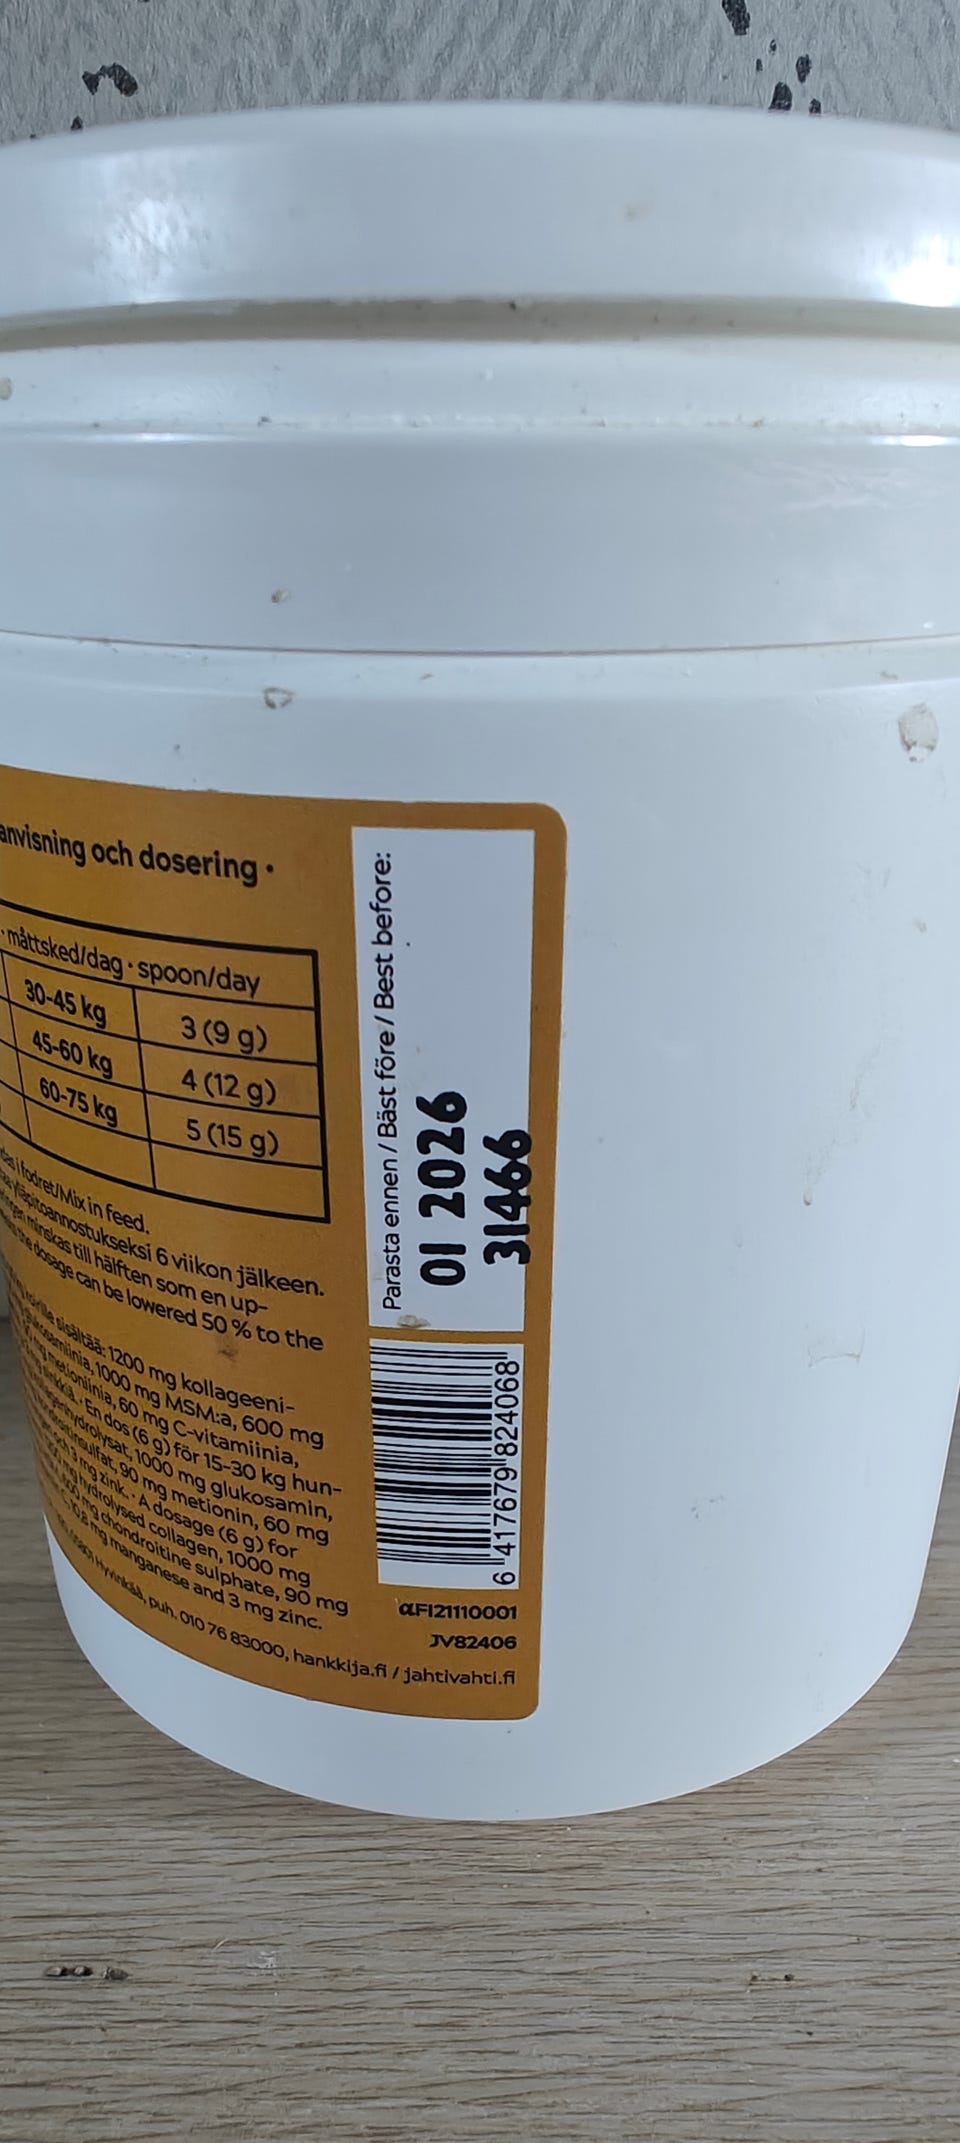 anvisning och dosering •
• måttsked/dag • spoon/day
30-45 kg 3 (9 g)
45-60 kg 4 (12 g)
60-75 kg 5 (15 g)
i fodret/Mix in feed.
ylläpitoannostukseksi 6 viikon jälkeen.
minskas till hälften som en up-
the dosage can be lowered 50 % to the
sisältää: 1200 mg kollageeni-
1000 mg MSM:a, 600 mg
metioniinia, 60 mg C-vitamiinia,
sinkkiä. • En dos (6 g) för 15-30 kg hun-
1000 mg glukosamin,
90 mg metionin, 60 mg
och 3 mg zink. • A dosage (6 g) for
mg hydrolysed collagen, 1000 mg
mg chondroitine sulphate, 90 mg
mg manganese and 3 mg zinc.
Hyvinkää, puh. 010 76 83000, hankkija.fi / jahtivahti.fi
Parasta ennen / Bäst före / Best before:
01 2026
31466
6 417679 824068
αFI21110001
JV82406